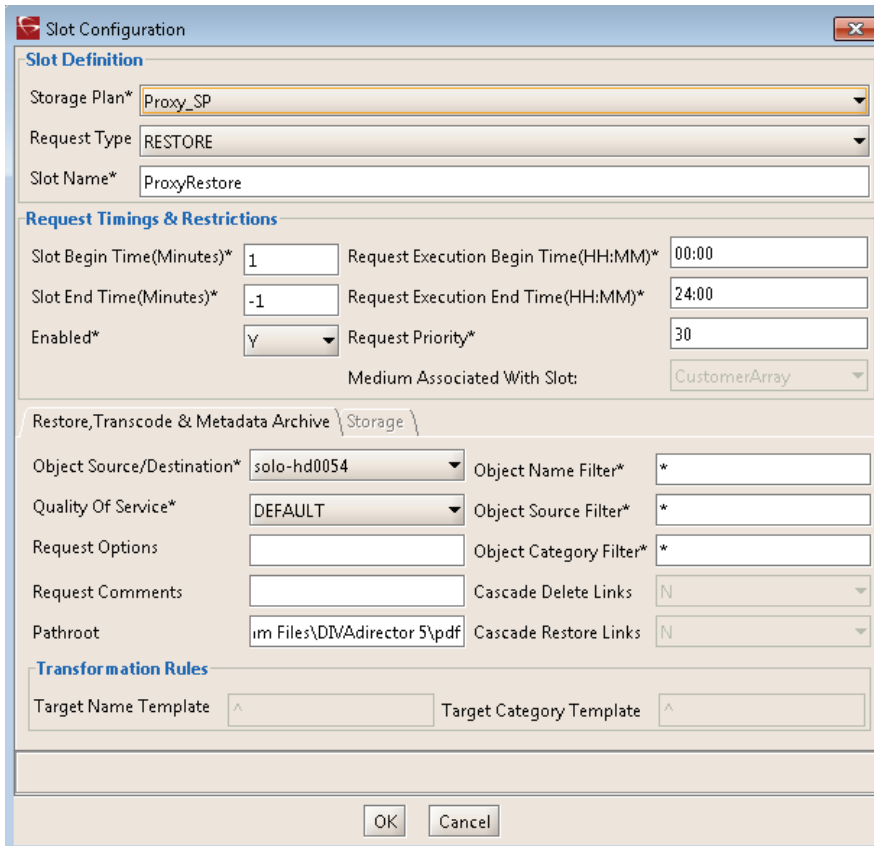 Slot Configuration
Slot Definition
Storage Plan* Proxy_SP
Request Type RESTORE
Slot Name* ProxyRestore
Request Timings & Restrictions
Slot Begin Time(Minutes)* 1 Request Execution Begin Time(HH:MM)* 00:00
Slot End Time(Minutes)* -1 Request Execution End Time(HH:MM)* 24:00
Enabled* Y Request Priority* 30
Medium Associated With Slot: CustomerArray
Restore,Transcode & Metadata Archive Storage
Object Source/Destination* solo-hd0054 Object Name Filter* *
Quality Of Service* DEFAULT Object Source Filter* *
Request Options Object Category Filter* *
Request Comments Cascade Delete Links N
Pathroot Files\DIVAdirector 5\pdf Cascade Restore Links N
Transformation Rules
Target Name Template ^ Target Category Template ^
OK Cancel